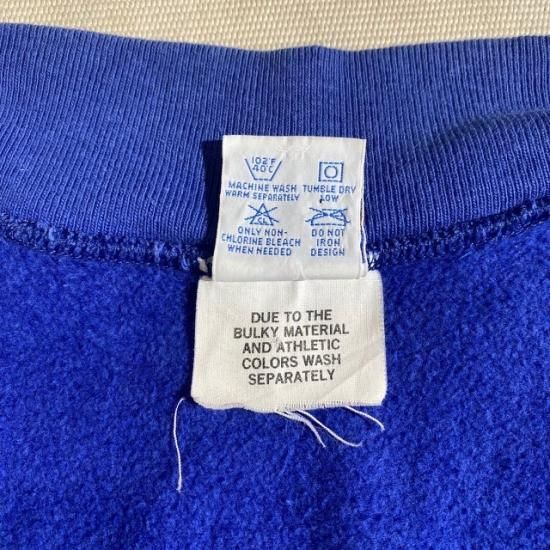 102°F
40°C
MACHINE WASH
WARM SEPARATELY
TUMBLE DRY
LOW
CL
ONLY NON-
CHLORINE BLEACH
WHEN NEEDED
DO NOT
IRON
DESIGN
DUE TO THE
BULKY MATERIAL
AND ATHLETIC
COLORS WASH
SEPARATELY